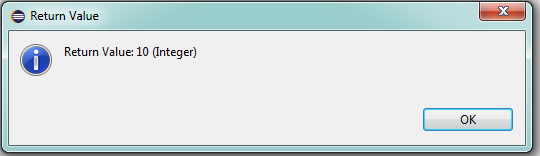 Return Value
Return Value: 10 (Integer)
OK